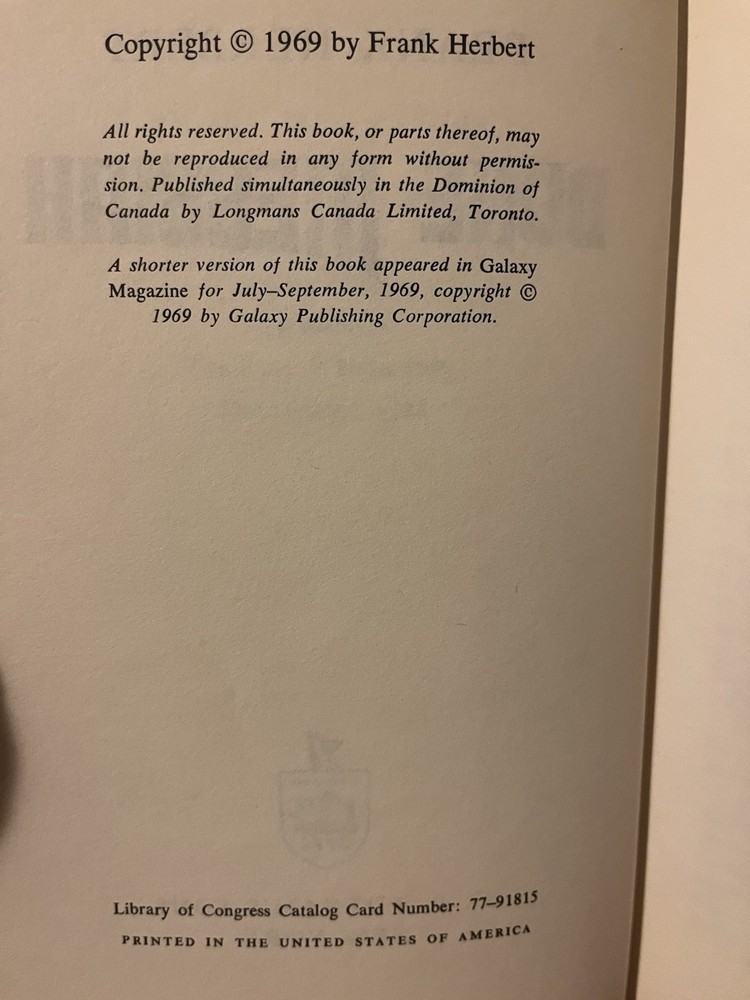 Copyright © 1969 by Frank Herbert
All rights reserved. This book, or parts thereof, may
not be reproduced in any form without permis-
sion. Published simultaneously in the Dominion of
Canada by Longmans Canada Limited, Toronto.
A shorter version of this book appeared in Galaxy
Magazine for July–September, 1969, copyright ©
1969 by Galaxy Publishing Corporation.
Library of Congress Catalog Card Number: 77–91815
PRINTED IN THE UNITED STATES OF AMERICA